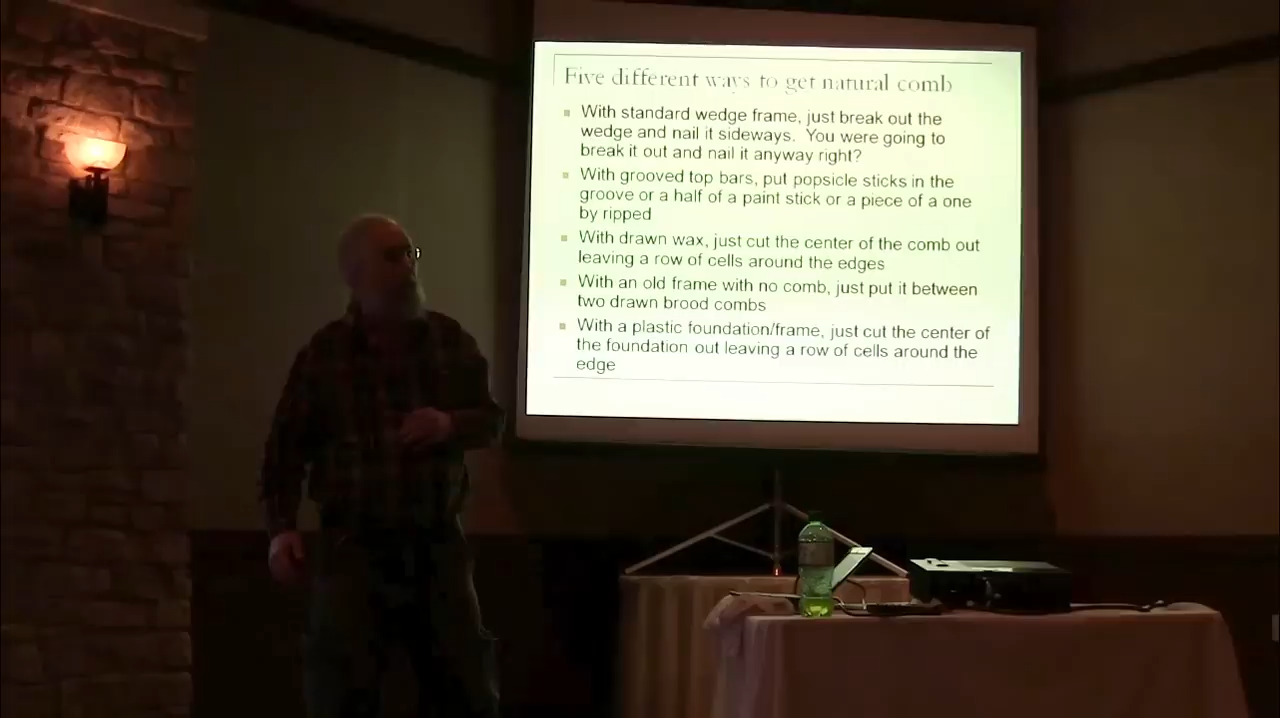 Five different ways to get natural comb
With standard wedge frame, just break out the
wedge and nail it sideways.  You were going to
break it out and nail it anyway right?
With grooved top bars, put popsicle sticks in the
groove or a half of a paint stick or a piece of a one
by ripped
With drawn wax, just cut the center of the comb out
leaving a row of cells around the edges
With an old frame with no comb, just put it between
two drawn brood combs
With a plastic foundation/frame, just cut the center of
the foundation out leaving a row of cells around the
edge